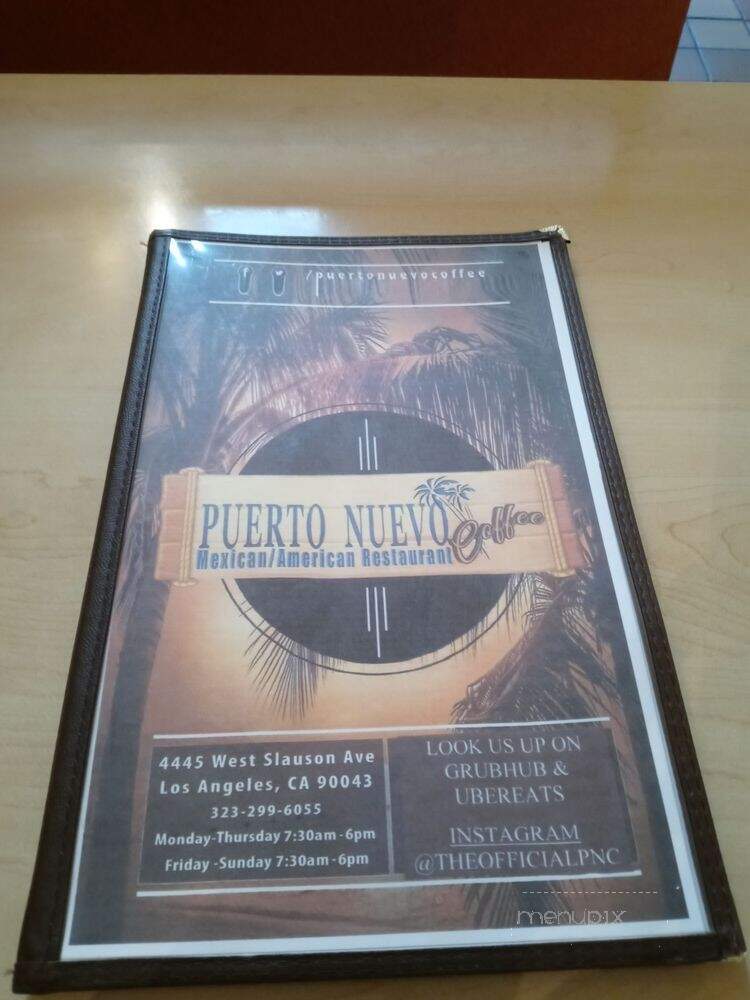 /puertonuevocoffee
PUERTO NUEVO Coffee
Mexican/American Restaurant
4445 West Slauson Ave
Los Angeles, CA 90043
323-299-6055
Monday-Thursday 7:30am-6pm
Friday-Sunday 7:30am-6pm
LOOK US UP ON
GRUBHUB &
UBEREATS
INSTAGRAM
@THEOFFICIALPNC
menupix